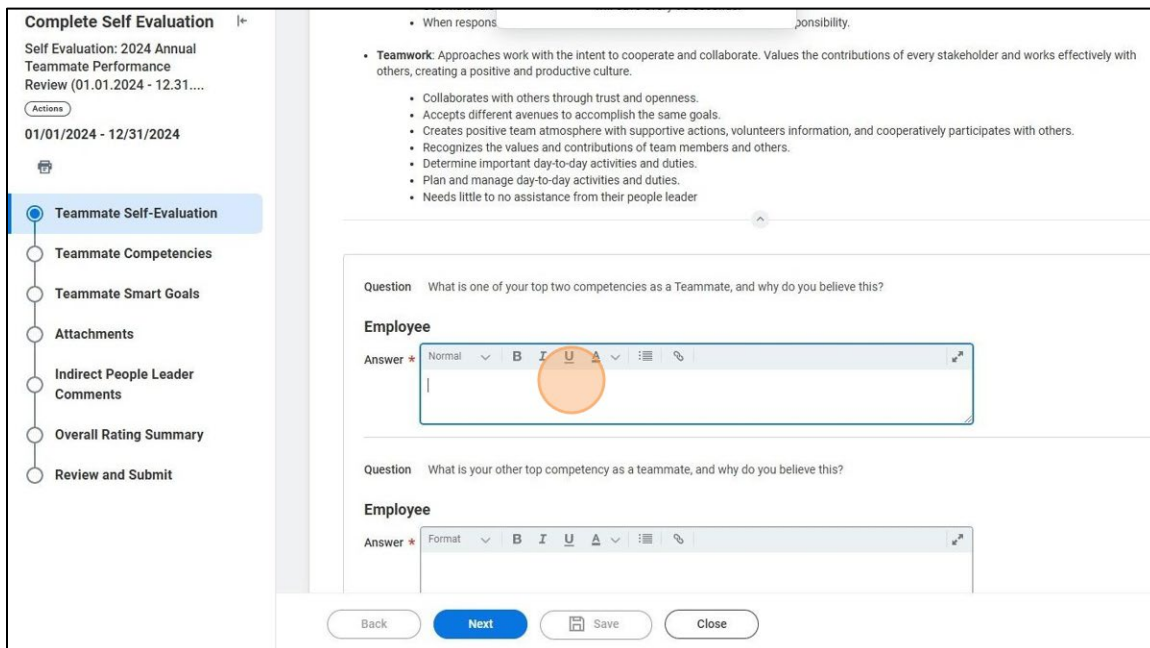 Complete Self Evaluation
Self Evaluation: 2024 Annual
Teammate Performance
Review (01.01.2024 - 12.31....
Actions
01/01/2024 - 12/31/2024
Teammate Self-Evaluation
Teammate Competencies
Teammate Smart Goals
Attachments
Indirect People Leader
Comments
Overall Rating Summary
Review and Submit
• When respons ponsibility.
• Teamwork: Approaches work with the intent to cooperate and collaborate. Values the contributions of every stakeholder and works effectively with
others, creating a positive and productive culture.
• Collaborates with others through trust and openness.
• Accepts different avenues to accomplish the same goals.
• Creates positive team atmosphere with supportive actions, volunteers information, and cooperatively participates with others.
• Recognizes the values and contributions of team members and others.
• Determine important day-to-day activities and duties.
• Plan and manage day-to-day activities and duties.
• Needs little to no assistance from their people leader
Question What is one of your top two competencies as a Teammate, and why do you believe this?
Employee
Answer * Normal B I U A
Question What is your other top competency as a teammate, and why do you believe this?
Employee
Answer * Format B I U A
Back Next Save Close